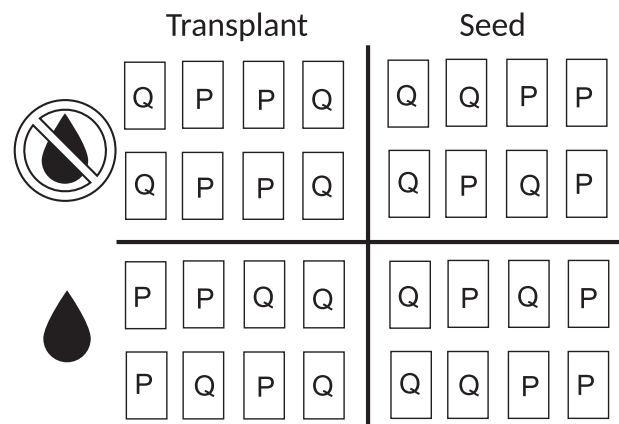 Transplant Seed
Q P P Q Q Q P P
Q P P Q Q P Q P
P P Q Q Q P Q P
P Q P Q Q Q P P